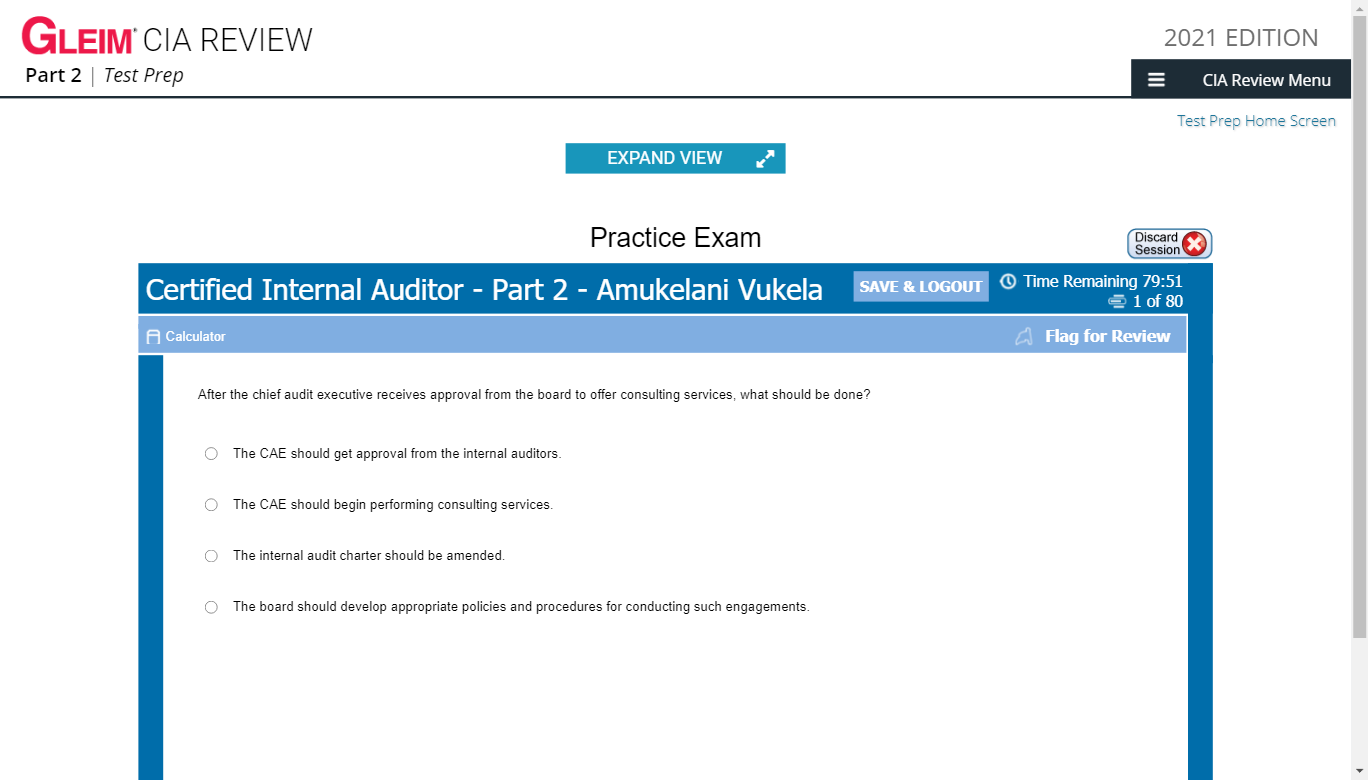 GLEIM® CIA REVIEW
2021 EDITION
Part 2 | Test Prep
CIA Review Menu
Test Prep Home Screen
EXPAND VIEW
Practice Exam
Discard
Session
Certified Internal Auditor - Part 2 - Amukelani Vukela
SAVE & LOGOUT
Time Remaining 79:51
1 of 80
Calculator
Flag for Review
After the chief audit executive receives approval from the board to offer consulting services, what should be done?
The CAE should get approval from the internal auditors.
The CAE should begin performing consulting services.
The internal audit charter should be amended.
The board should develop appropriate policies and procedures for conducting such engagements.